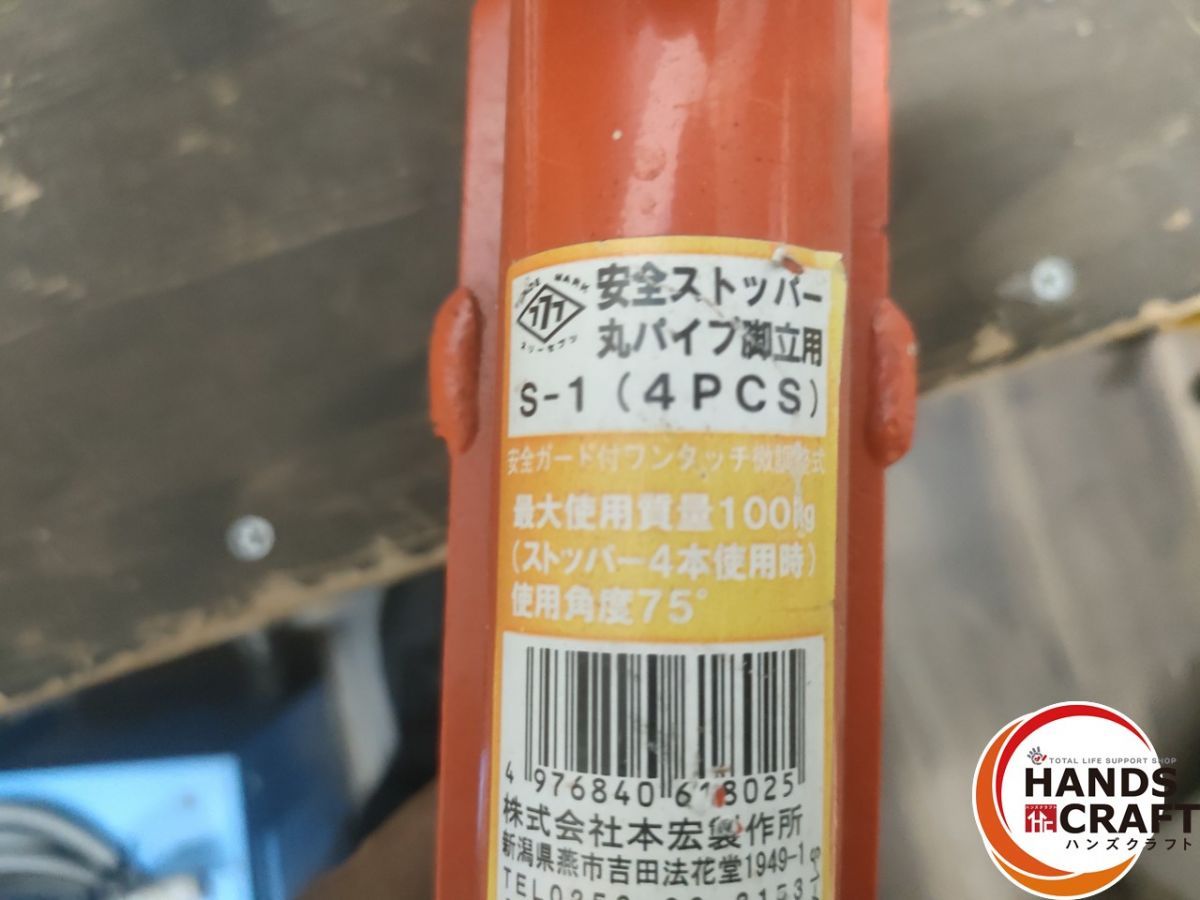 TRADE MARK
777
スリーセブン
安全ストッパー
丸パイプ脚立用
S-1 (4PCS)
安全ガード付ワンタッチ微調整式
最大使用質量100kg
(ストッパー4本使用時)
使用角度75°
4 976840 618025
株式会社本宏製作所
新潟県燕市吉田法花堂1949-1
TEL
TOTAL LIFE SUPPORT SHOP
HANDS
CRAFT
ハンズクラフト